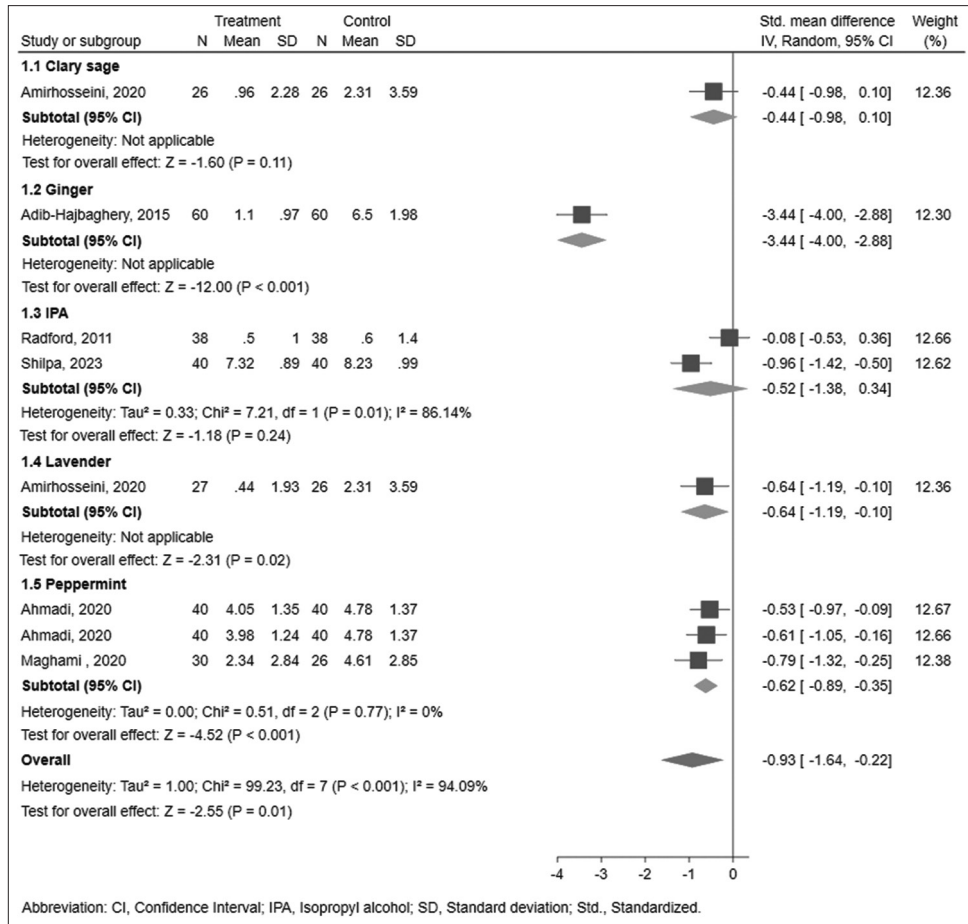 Treatment Control Std. mean difference Weight
Study or subgroup N Mean SD N Mean SD IV, Random, 95% CI (%)
1.1 Clary sage
Amirhosseini, 2020 26 .96 2.28 26 2.31 3.59 -0.44 [ -0.98, 0.10] 12.36
Subtotal (95% CI) -0.44 [ -0.98, 0.10]
Heterogeneity: Not applicable
Test for overall effect: Z = -1.60 (P = 0.11)
1.2 Ginger
Adib-Hajbaghery, 2015 60 1.1 .97 60 6.5 1.98 -3.44 [ -4.00, -2.88] 12.30
Subtotal (95% CI) -3.44 [ -4.00, -2.88]
Heterogeneity: Not applicable
Test for overall effect: Z = -12.00 (P < 0.001)
1.3 IPA
Radford, 2011 38 .5 1 38 .6 1.4 -0.08 [ -0.53, 0.36] 12.66
Shilpa, 2023 40 7.32 .89 40 8.23 .99 -0.96 [ -1.42, -0.50] 12.62
Subtotal (95% CI) -0.52 [ -1.38, 0.34]
Heterogeneity: Tau² = 0.33; Chi² = 7.21, df = 1 (P = 0.01); I² = 86.14%
Test for overall effect: Z = -1.18 (P = 0.24)
1.4 Lavender
Amirhosseini, 2020 27 .44 1.93 26 2.31 3.59 -0.64 [ -1.19, -0.10] 12.36
Subtotal (95% CI) -0.64 [ -1.19, -0.10]
Heterogeneity: Not applicable
Test for overall effect: Z = -2.31 (P = 0.02)
1.5 Peppermint
Ahmadi, 2020 40 4.05 1.35 40 4.78 1.37 -0.53 [ -0.97, -0.09] 12.67
Ahmadi, 2020 40 3.98 1.24 40 4.78 1.37 -0.61 [ -1.05, -0.16] 12.66
Maghami , 2020 30 2.34 2.84 26 4.61 2.85 -0.79 [ -1.32, -0.25] 12.38
Subtotal (95% CI) -0.62 [ -0.89, -0.35]
Heterogeneity: Tau² = 0.00; Chi² = 0.51, df = 2 (P = 0.77); I² = 0%
Test for overall effect: Z = -4.52 (P < 0.001)
Overall -0.93 [ -1.64, -0.22]
Heterogeneity: Tau² = 1.00; Chi² = 99.23, df = 7 (P < 0.001); I² = 94.09%
Test for overall effect: Z = -2.55 (P = 0.01)
-4 -3 -2 -1 0
Abbreviation: CI, Confidence Interval; IPA, Isopropyl alcohol; SD, Standard deviation; Std., Standardized.